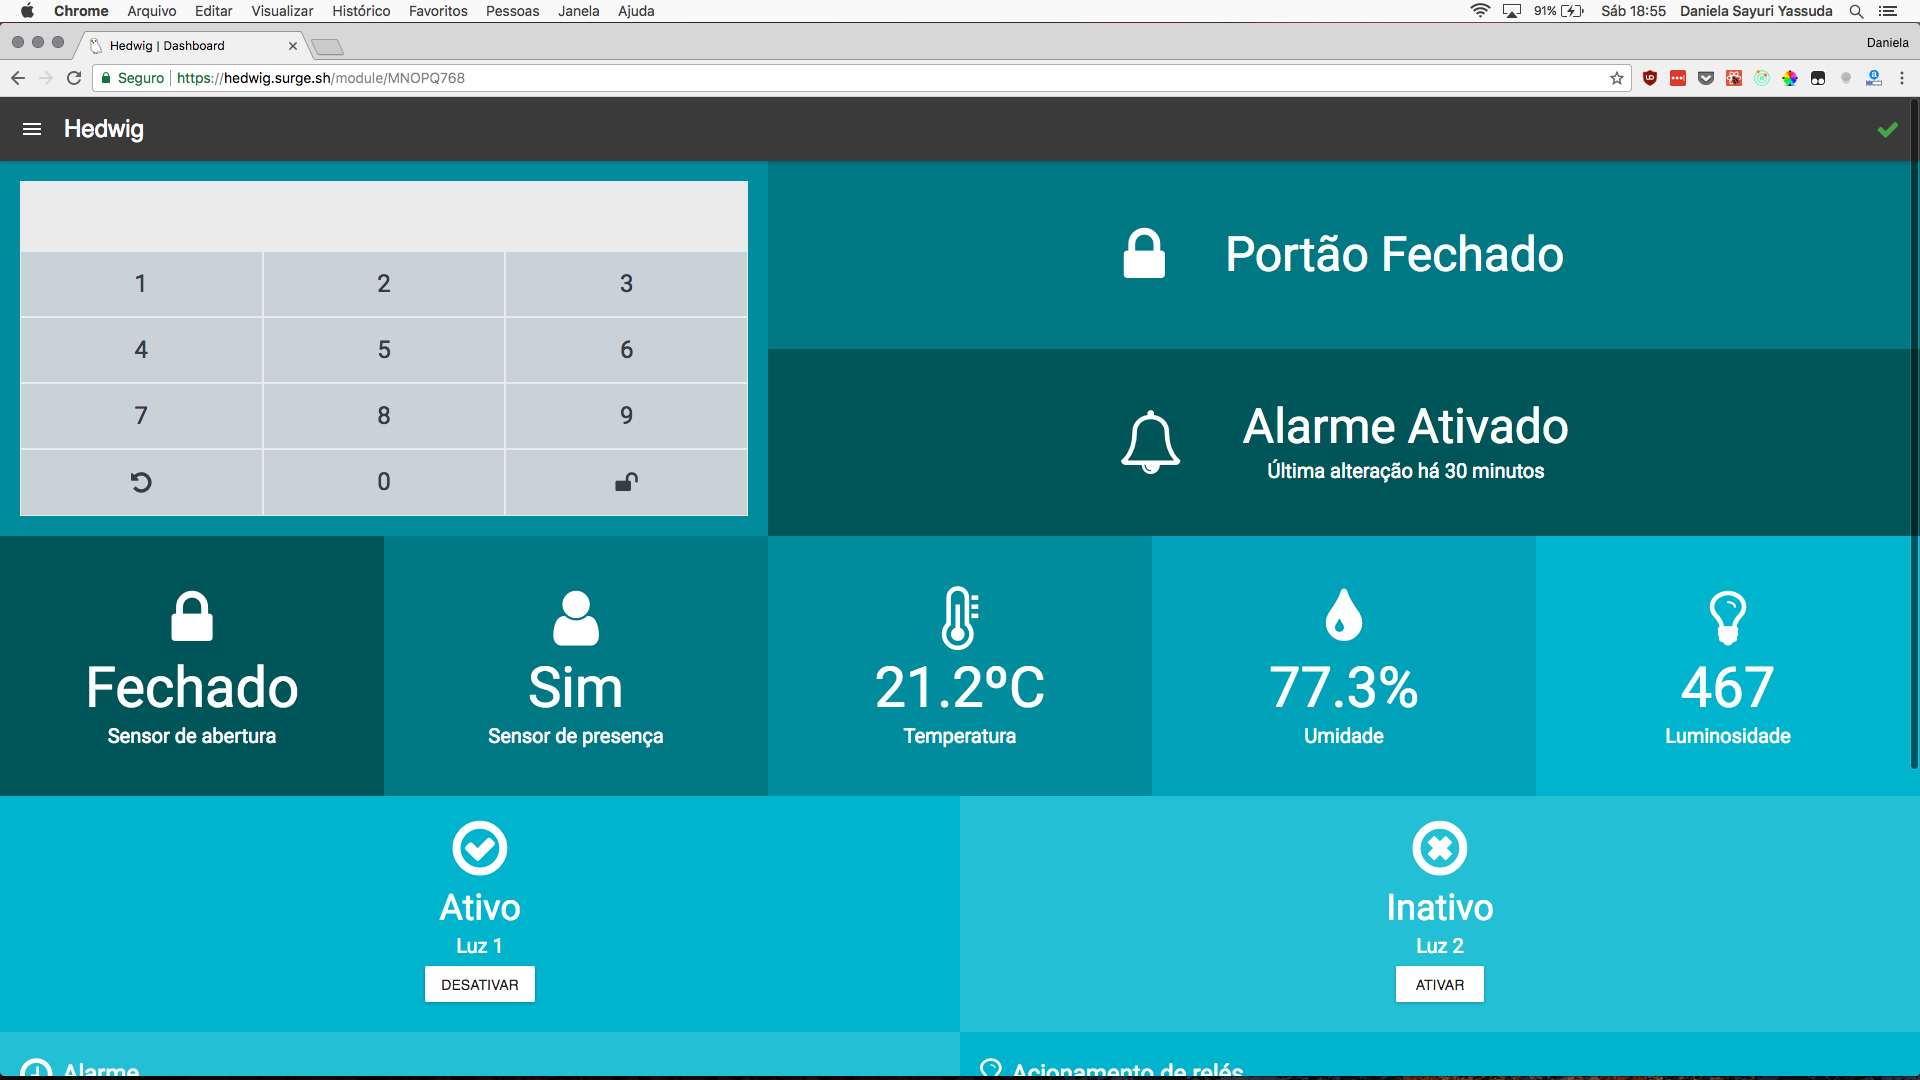 Chrome Arquivo Editar Visualizar Histórico Favoritos Pessoas Janela Ajuda 91% Sáb 18:55 Daniela Sayuri Yassuda
Hedwig | Dashboard Daniela
Seguro https://hedwig.surge.sh/module/MNOPQ768
Hedwig
1 2 3
4 5 6
7 8 9
0
Portão Fechado
Alarme Ativado
Última alteração há 30 minutos
Fechado
Sensor de abertura
Sim
Sensor de presença
21.2ºC
Temperatura
77.3%
Umidade
467
Luminosidade
Ativo
Luz 1
DESATIVAR
Inativo
Luz 2
ATIVAR
Alarme
Acionamento de relés